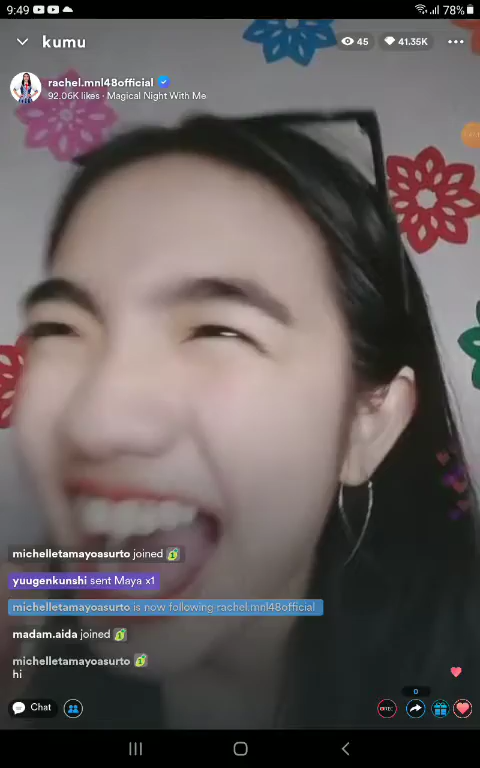 9:49
78%
kumu
45
41.35K
rachel.mnl48official
92.06K likes · Magical Night With Me
michelletamayoasurto joined
yuugenkunshi sent Maya x1
michelletamayoasurto is now following rachel.mnl48official
madam.aida joined
michelletamayoasurto
hi
0
Chat